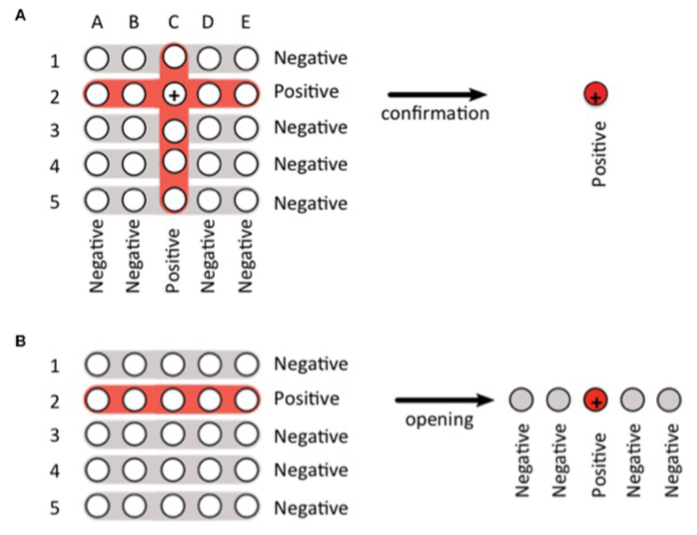 A
A B C D E
1 Negative
2 + Positive
3 Negative
4 Negative
5 Negative
Negative Negative Positive Negative Negative
confirmation
+
Positive
B
1 Negative
2 Positive
3 Negative
4 Negative
5 Negative
opening
+
Negative Negative Positive Negative Negative